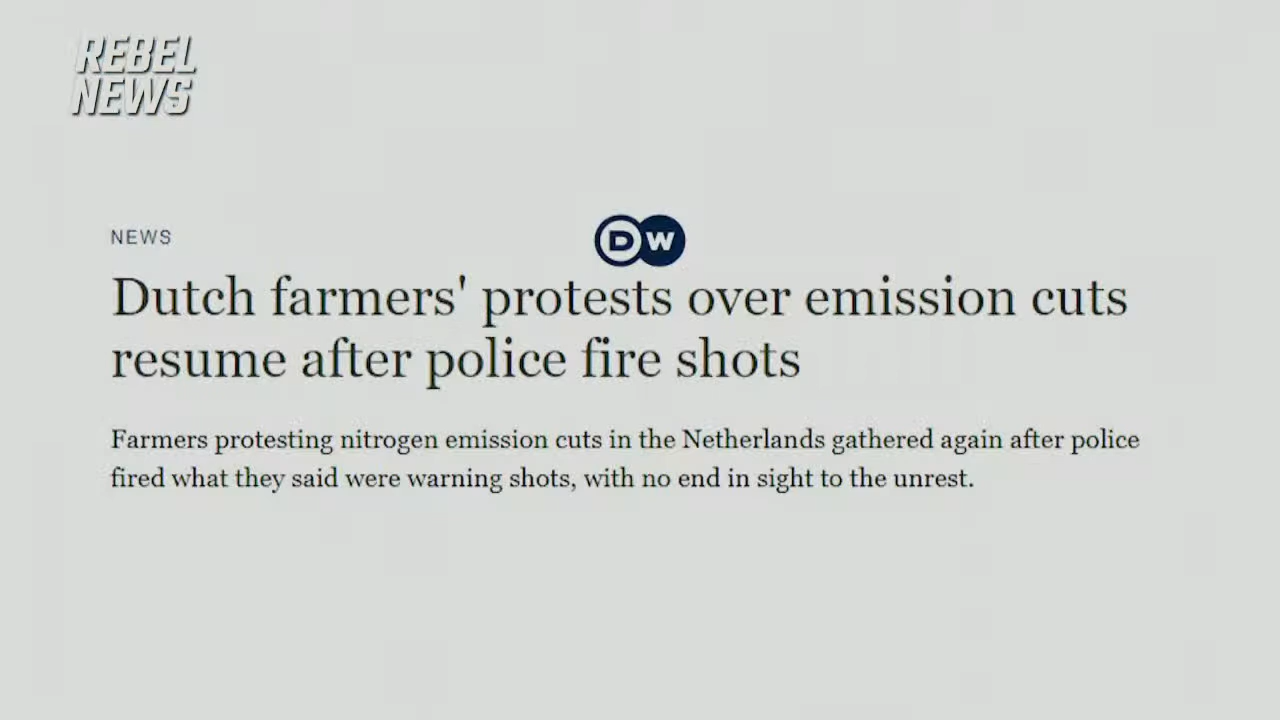 REBEL
NEWS
NEWS
DW
Dutch farmers' protests over emission cuts
resume after police fire shots
Farmers protesting nitrogen emission cuts in the Netherlands gathered again after police
fired what they said were warning shots, with no end in sight to the unrest.